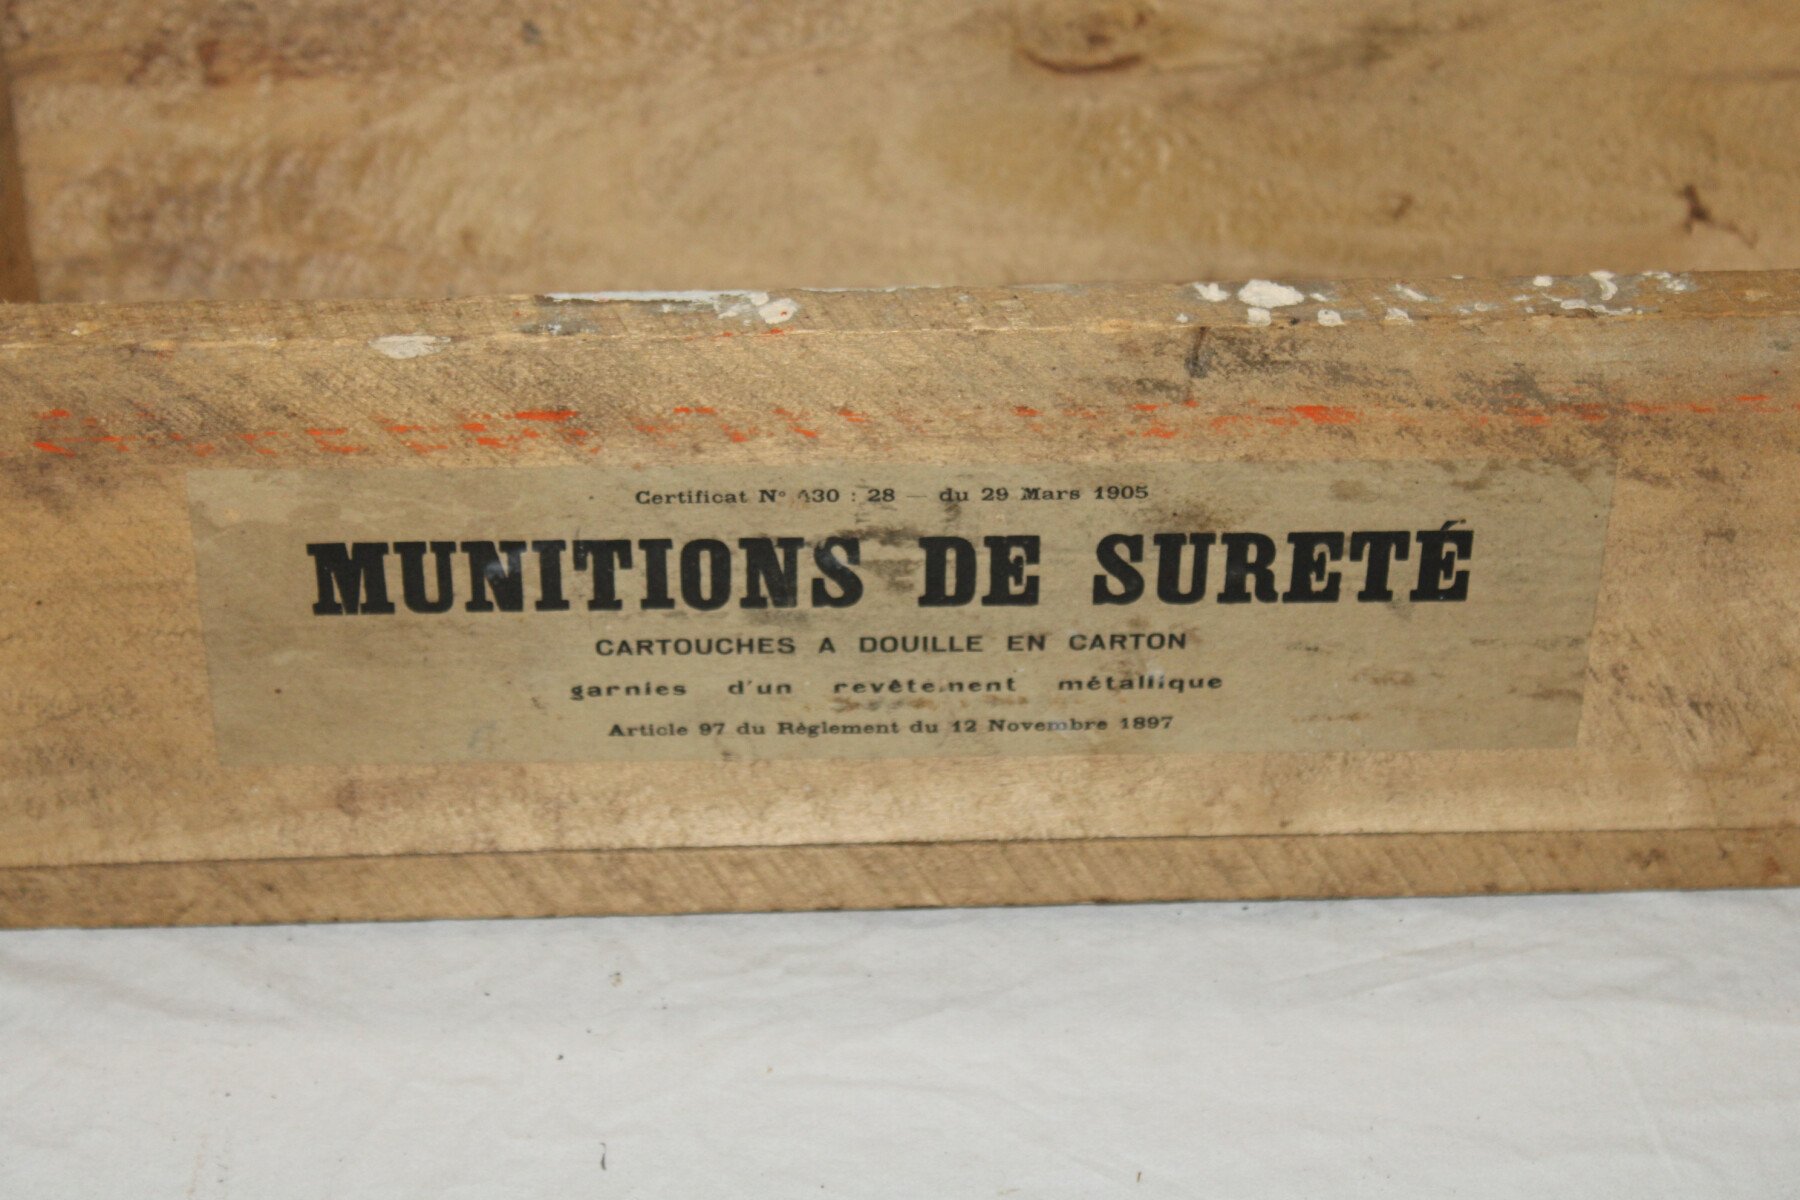 Certificat N° 430 : 28 — du 29 Mars 1905
MUNITIONS DE SURETÉ
CARTOUCHES A DOUILLE EN CARTON
garnies d'un revêtement métallique
Article 97 du Règlement du 12 Novembre 1897